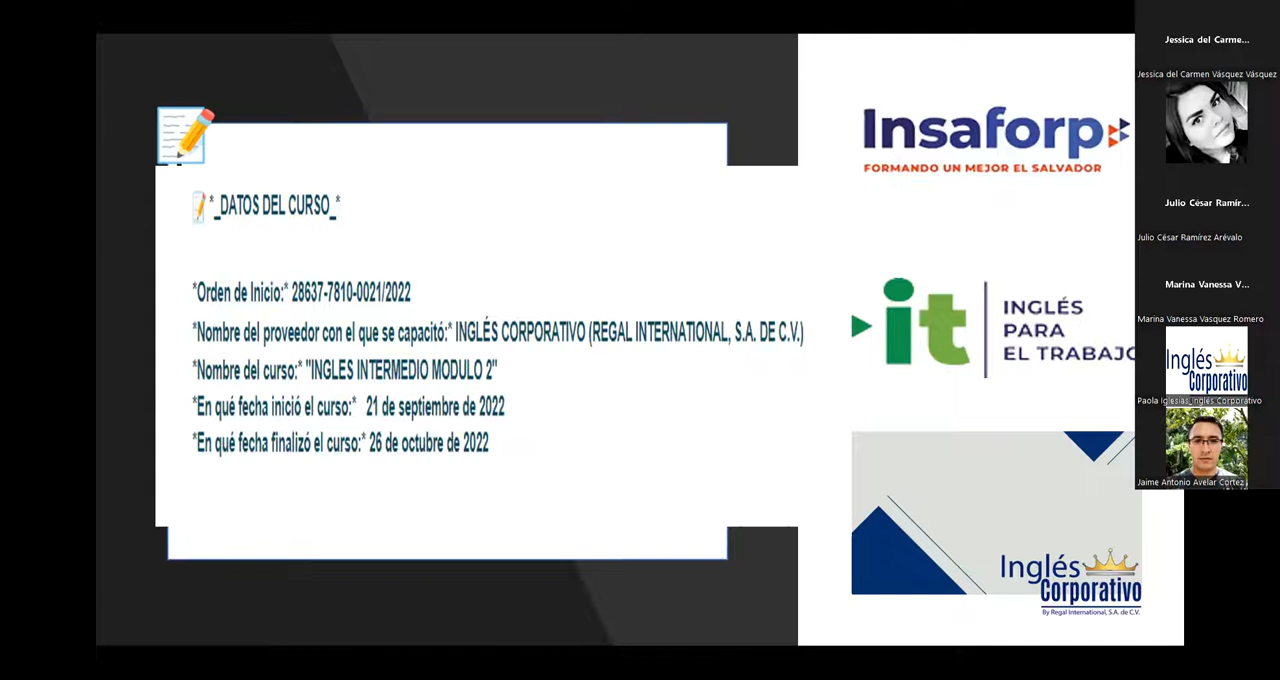 *_DATOS DEL CURSO_*
*Orden de Inicio:* 28637-7810-0021/2022
*Nombre del proveedor con el que se capacitó:* INGLÉS CORPORATIVO (REGAL INTERNATIONAL, S.A. DE C.V.)
*Nombre del curso:* "INGLES INTERMEDIO MODULO 2"
*En qué fecha inició el curso:* 21 de septiembre de 2022
*En qué fecha finalizó el curso:* 26 de octubre de 2022
Insaforp
FORMANDO UN MEJOR EL SALVADOR
it
INGLÉS
PARA
EL TRABAJO
Inglés
Corporativo
By Regal International, S.A. de C.V.
Jessica del Carme...
Jessica del Carmen Vásquez Vásquez
Julio César Ramír...
Julio César Ramírez Arévalo
Marina Vanessa V...
Marina Vanessa Vasquez Romero
Inglés
Corporativo
Paola Iglesias_Inglés Corporativo
Jaime Antonio Avelar Cortez